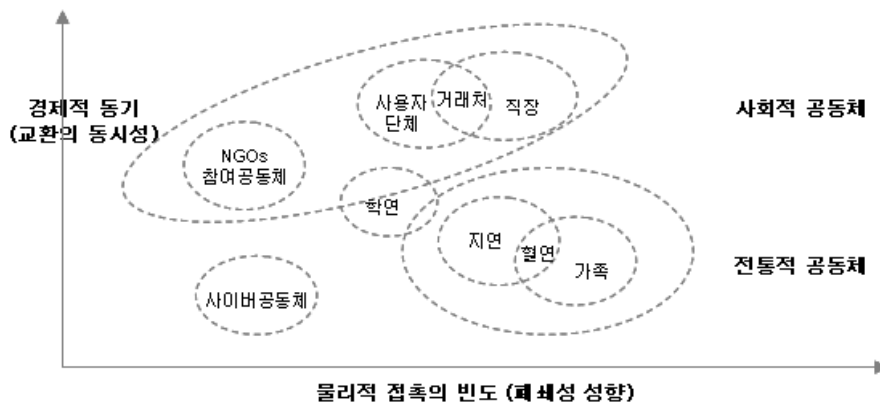 경제적 동기
(교환의 동시성)
사용자
단체
거래처
직장
사회적 공동체
NGOs
참여공동체
학연
지연
혈연
가족
전통적 공동체
사이버공동체
물리적 접촉의 빈도 (폐쇄성 성향)